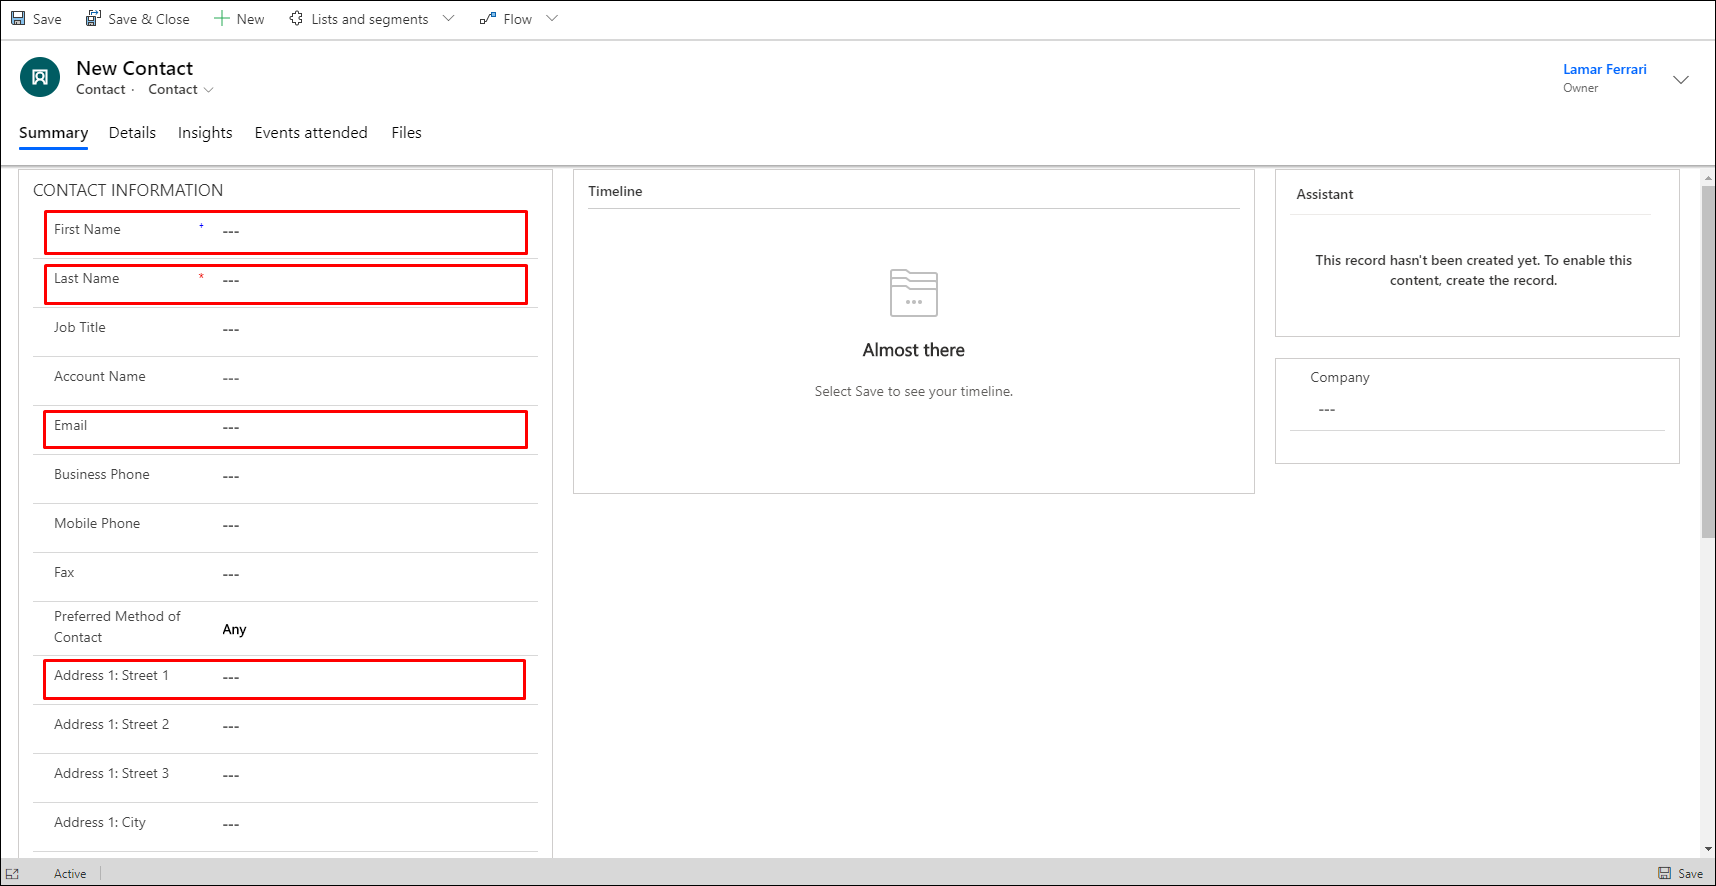 Save Save & Close New Lists and segments Flow
New Contact
Contact · Contact
Lamar Ferrari
Owner
Summary Details Insights Events attended Files
CONTACT INFORMATION
First Name + ---
Last Name * ---
Job Title ---
Account Name ---
Email ---
Business Phone ---
Mobile Phone ---
Fax ---
Preferred Method of
Contact
Any
Address 1: Street 1 ---
Address 1: Street 2 ---
Address 1: Street 3 ---
Address 1: City ---
Timeline
Almost there
Select Save to see your timeline.
Assistant
This record hasn't been created yet. To enable this
content, create the record.
Company
---
Active
Save